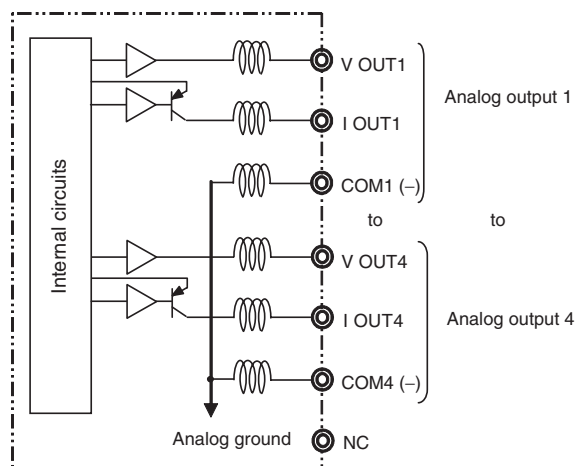 V OUT1
Analog output 1
I OUT1
COM1 (–)
to
to
Internal circuits
V OUT4
I OUT4
Analog output 4
COM4 (–)
Analog ground
NC